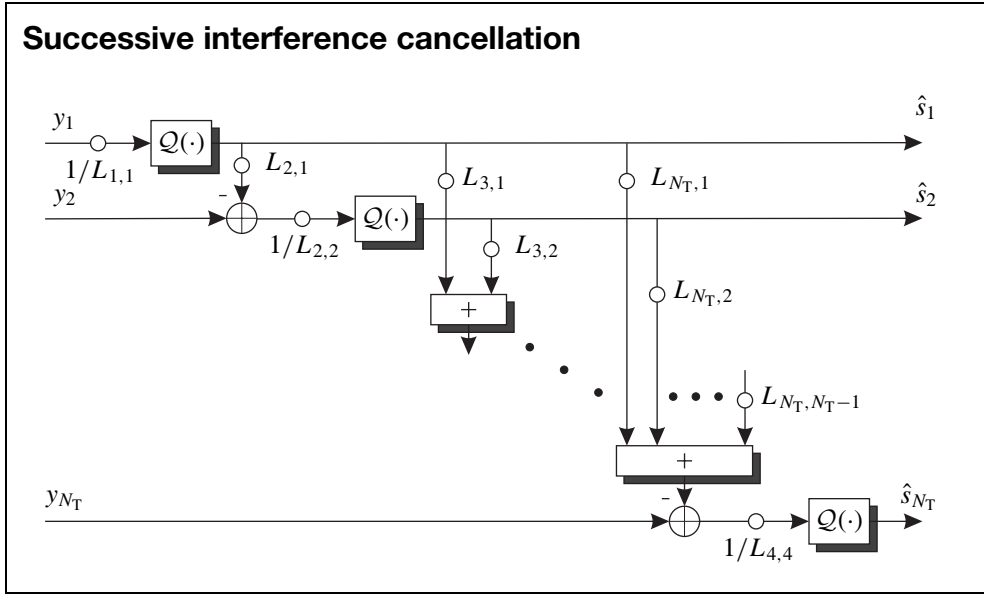 Successive interference cancellation
y₁
1/L₁,₁
𝒬(·)
L₂,₁
L₃,₁
L_{N_T,1}
ŝ₁
y₂
-
1/L₂,₂
𝒬(·)
L₃,₂
L_{N_T,2}
ŝ₂
+
L_{N_T,N_T−1}
+
y_{N_T}
-
1/L₄,₄
𝒬(·)
ŝ_{N_T}